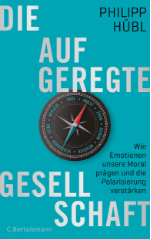 PHILIPP
HÜBL
DIE
AUF
GEREGTE
Wie
Emotionen
unsere Moral
prägen und die
Polarisierung
verstärken
GESELL
SCHAFT
C.Bertelsmann